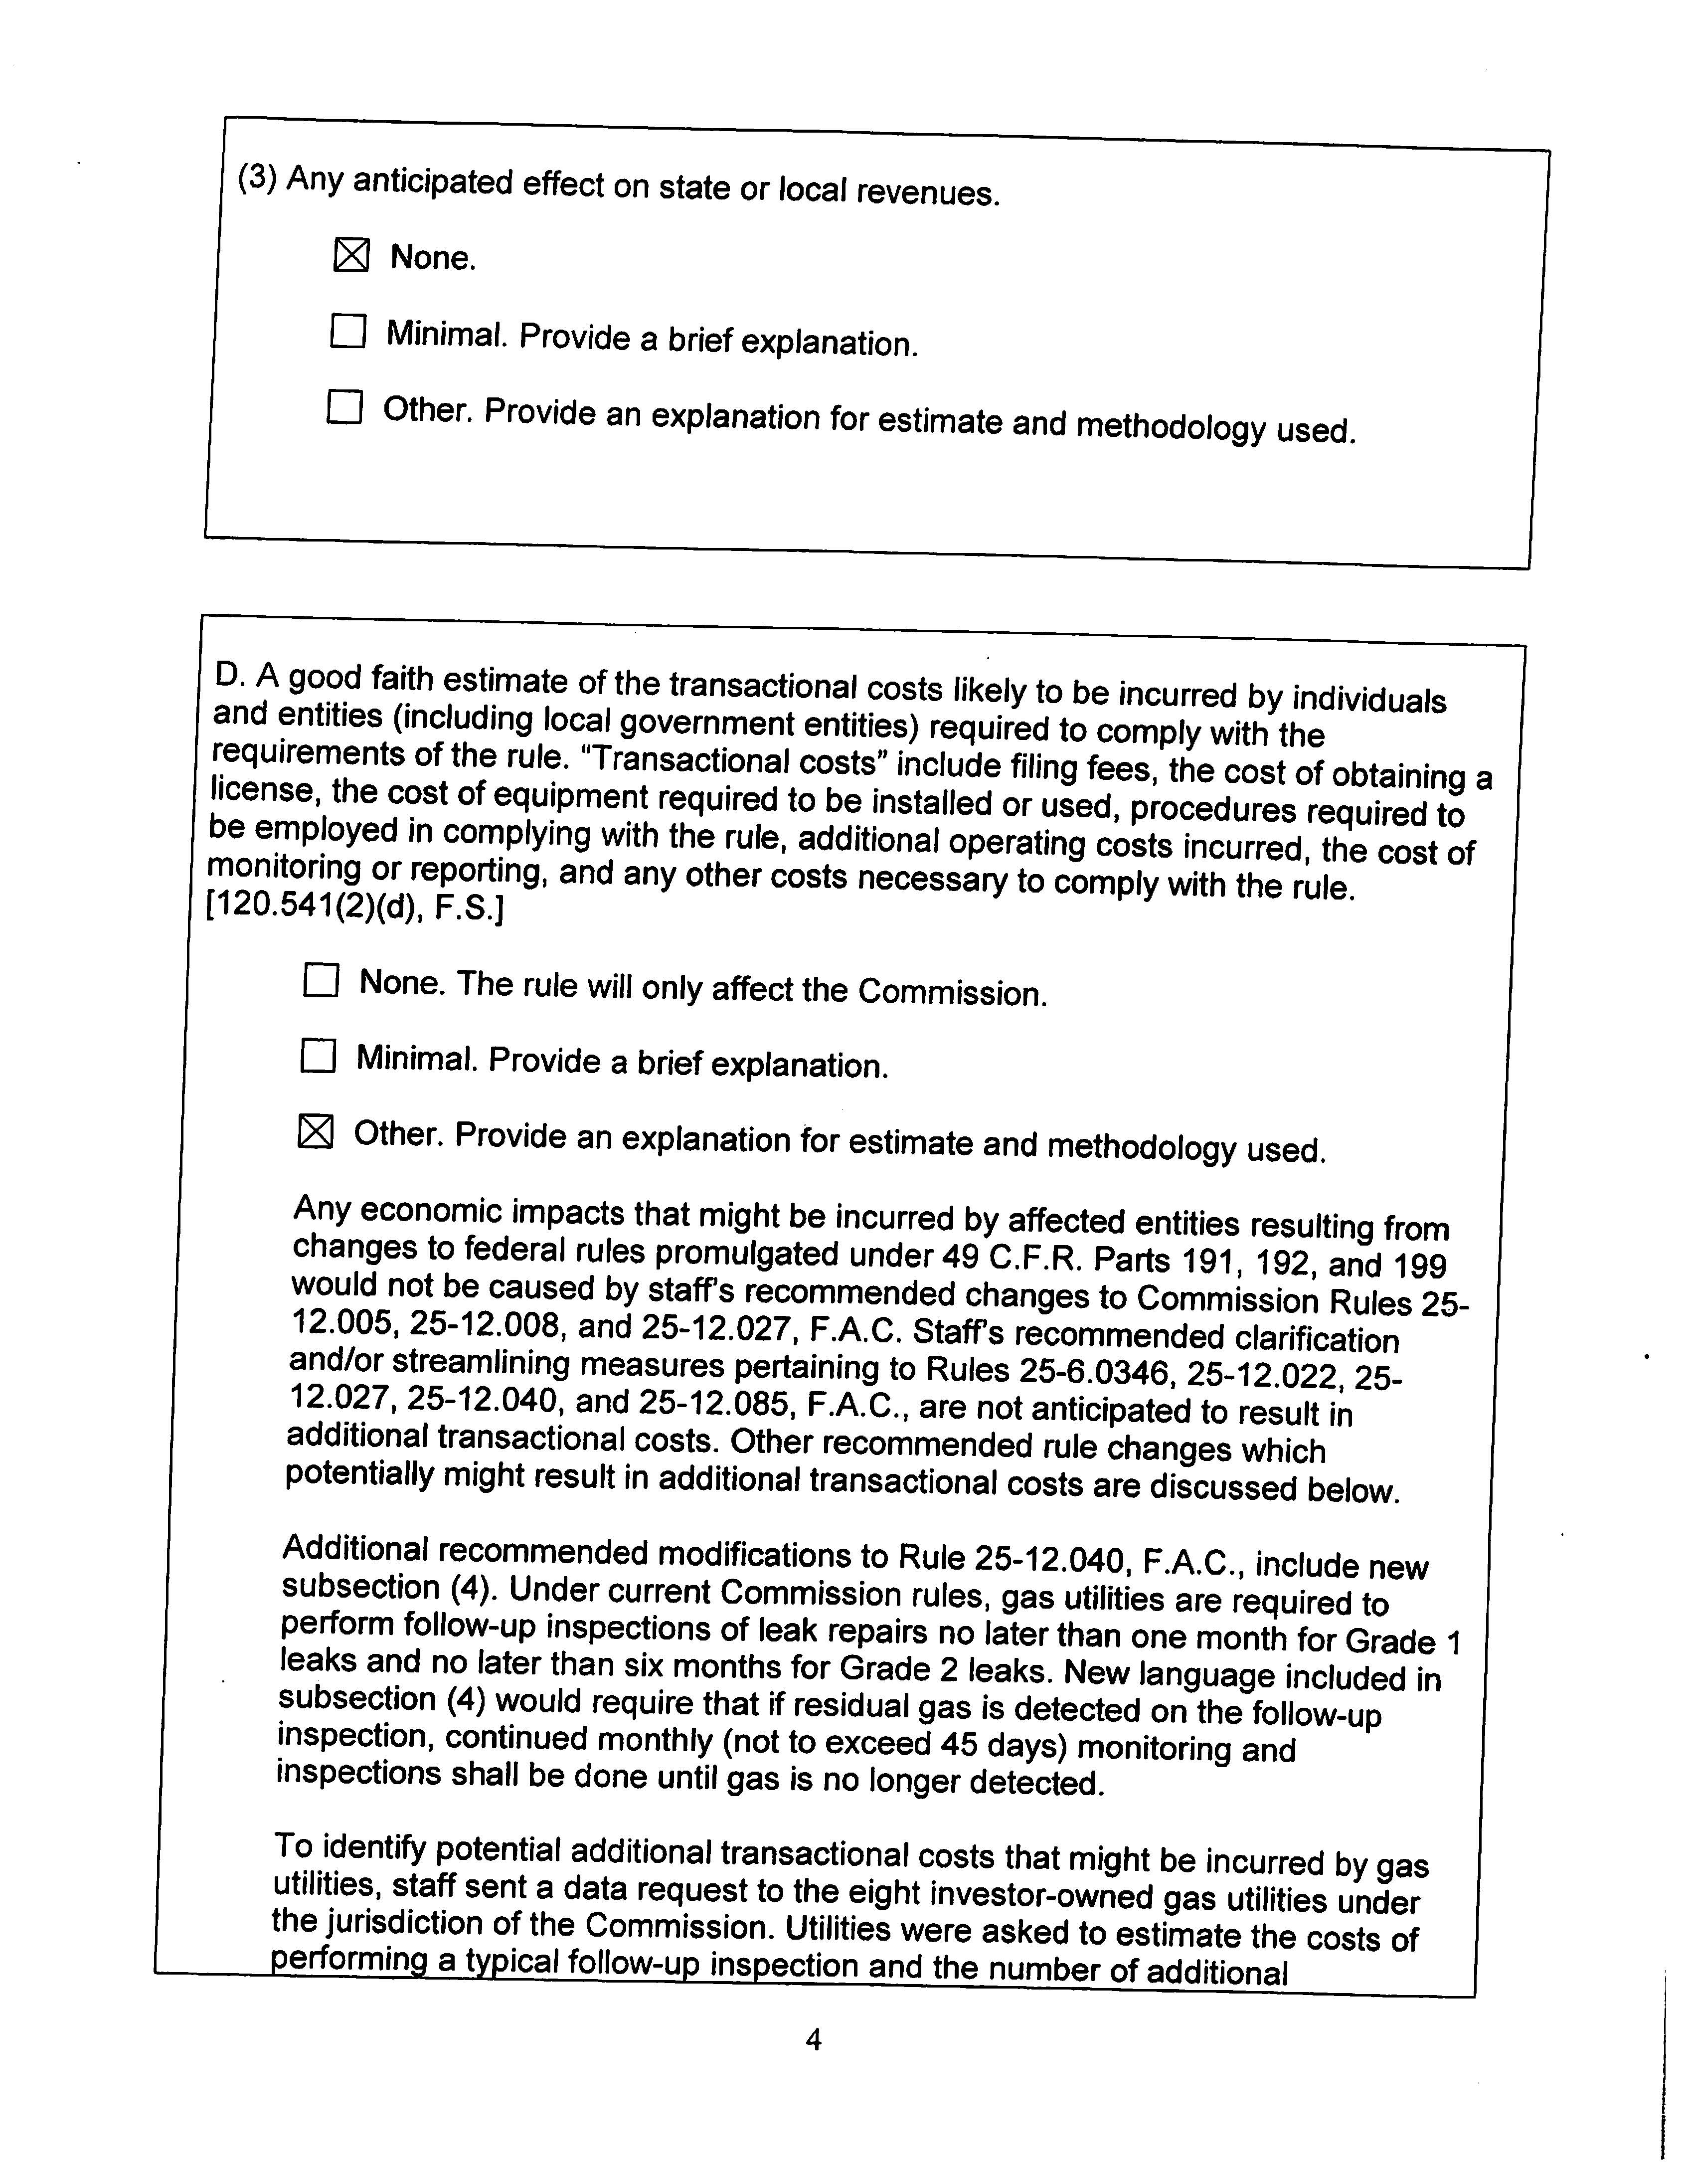 (3) Any anticipated effect on state or local revenues.
☒ None.
☐ Minimal. Provide a brief explanation.
☐ Other. Provide an explanation for estimate and methodology used.
D. A good faith estimate of the transactional costs likely to be incurred by individuals
and entities (including local government entities) required to comply with the
requirements of the rule. “Transactional costs” include filing fees, the cost of obtaining a
license, the cost of equipment required to be installed or used, procedures required to
be employed in complying with the rule, additional operating costs incurred, the cost of
monitoring or reporting, and any other costs necessary to comply with the rule.
[120.541(2)(d), F.S.]
☐ None. The rule will only affect the Commission.
☐ Minimal. Provide a brief explanation.
☒ Other. Provide an explanation for estimate and methodology used.
Any economic impacts that might be incurred by affected entities resulting from
changes to federal rules promulgated under 49 C.F.R. Parts 191, 192, and 199
would not be caused by staff's recommended changes to Commission Rules 25-
12.005, 25-12.008, and 25-12.027, F.A.C. Staff's recommended clarification
and/or streamlining measures pertaining to Rules 25-6.0346, 25-12.022, 25-
12.027, 25-12.040, and 25-12.085, F.A.C., are not anticipated to result in
additional transactional costs. Other recommended rule changes which
potentially might result in additional transactional costs are discussed below.
Additional recommended modifications to Rule 25-12.040, F.A.C., include new
subsection (4). Under current Commission rules, gas utilities are required to
perform follow-up inspections of leak repairs no later than one month for Grade 1
leaks and no later than six months for Grade 2 leaks. New language included in
subsection (4) would require that if residual gas is detected on the follow-up
inspection, continued monthly (not to exceed 45 days) monitoring and
inspections shall be done until gas is no longer detected.
To identify potential additional transactional costs that might be incurred by gas
utilities, staff sent a data request to the eight investor-owned gas utilities under
the jurisdiction of the Commission. Utilities were asked to estimate the costs of
performing a typical follow-up inspection and the number of additional
4